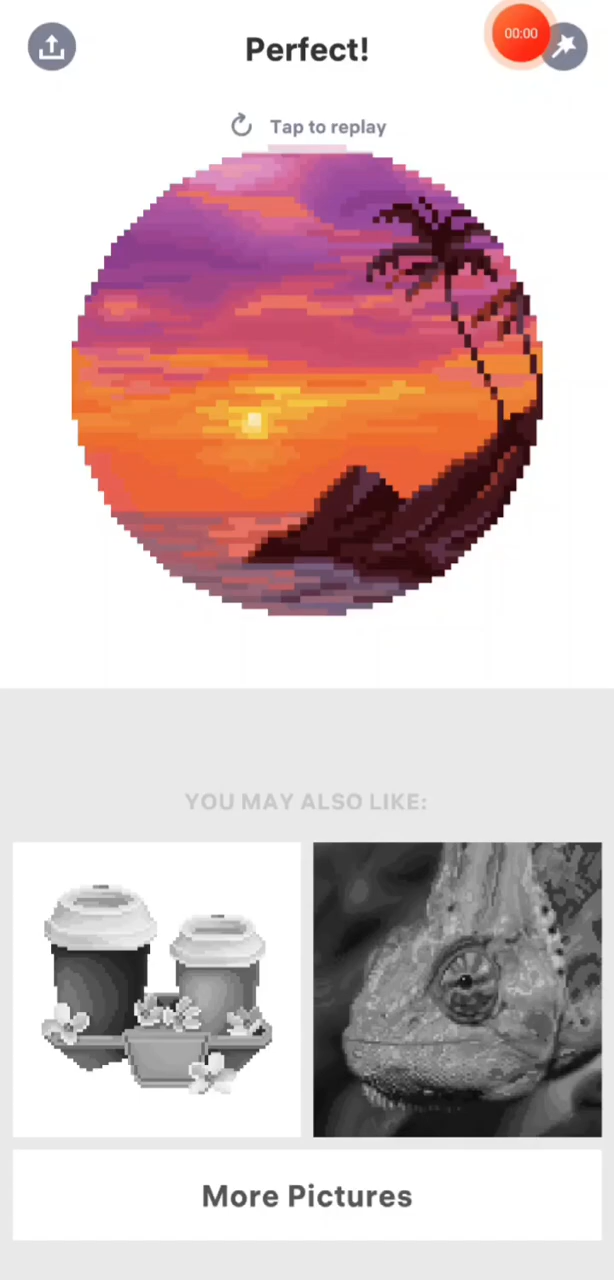 Perfect!
00:00
Tap to replay
YOU MAY ALSO LIKE:
More Pictures